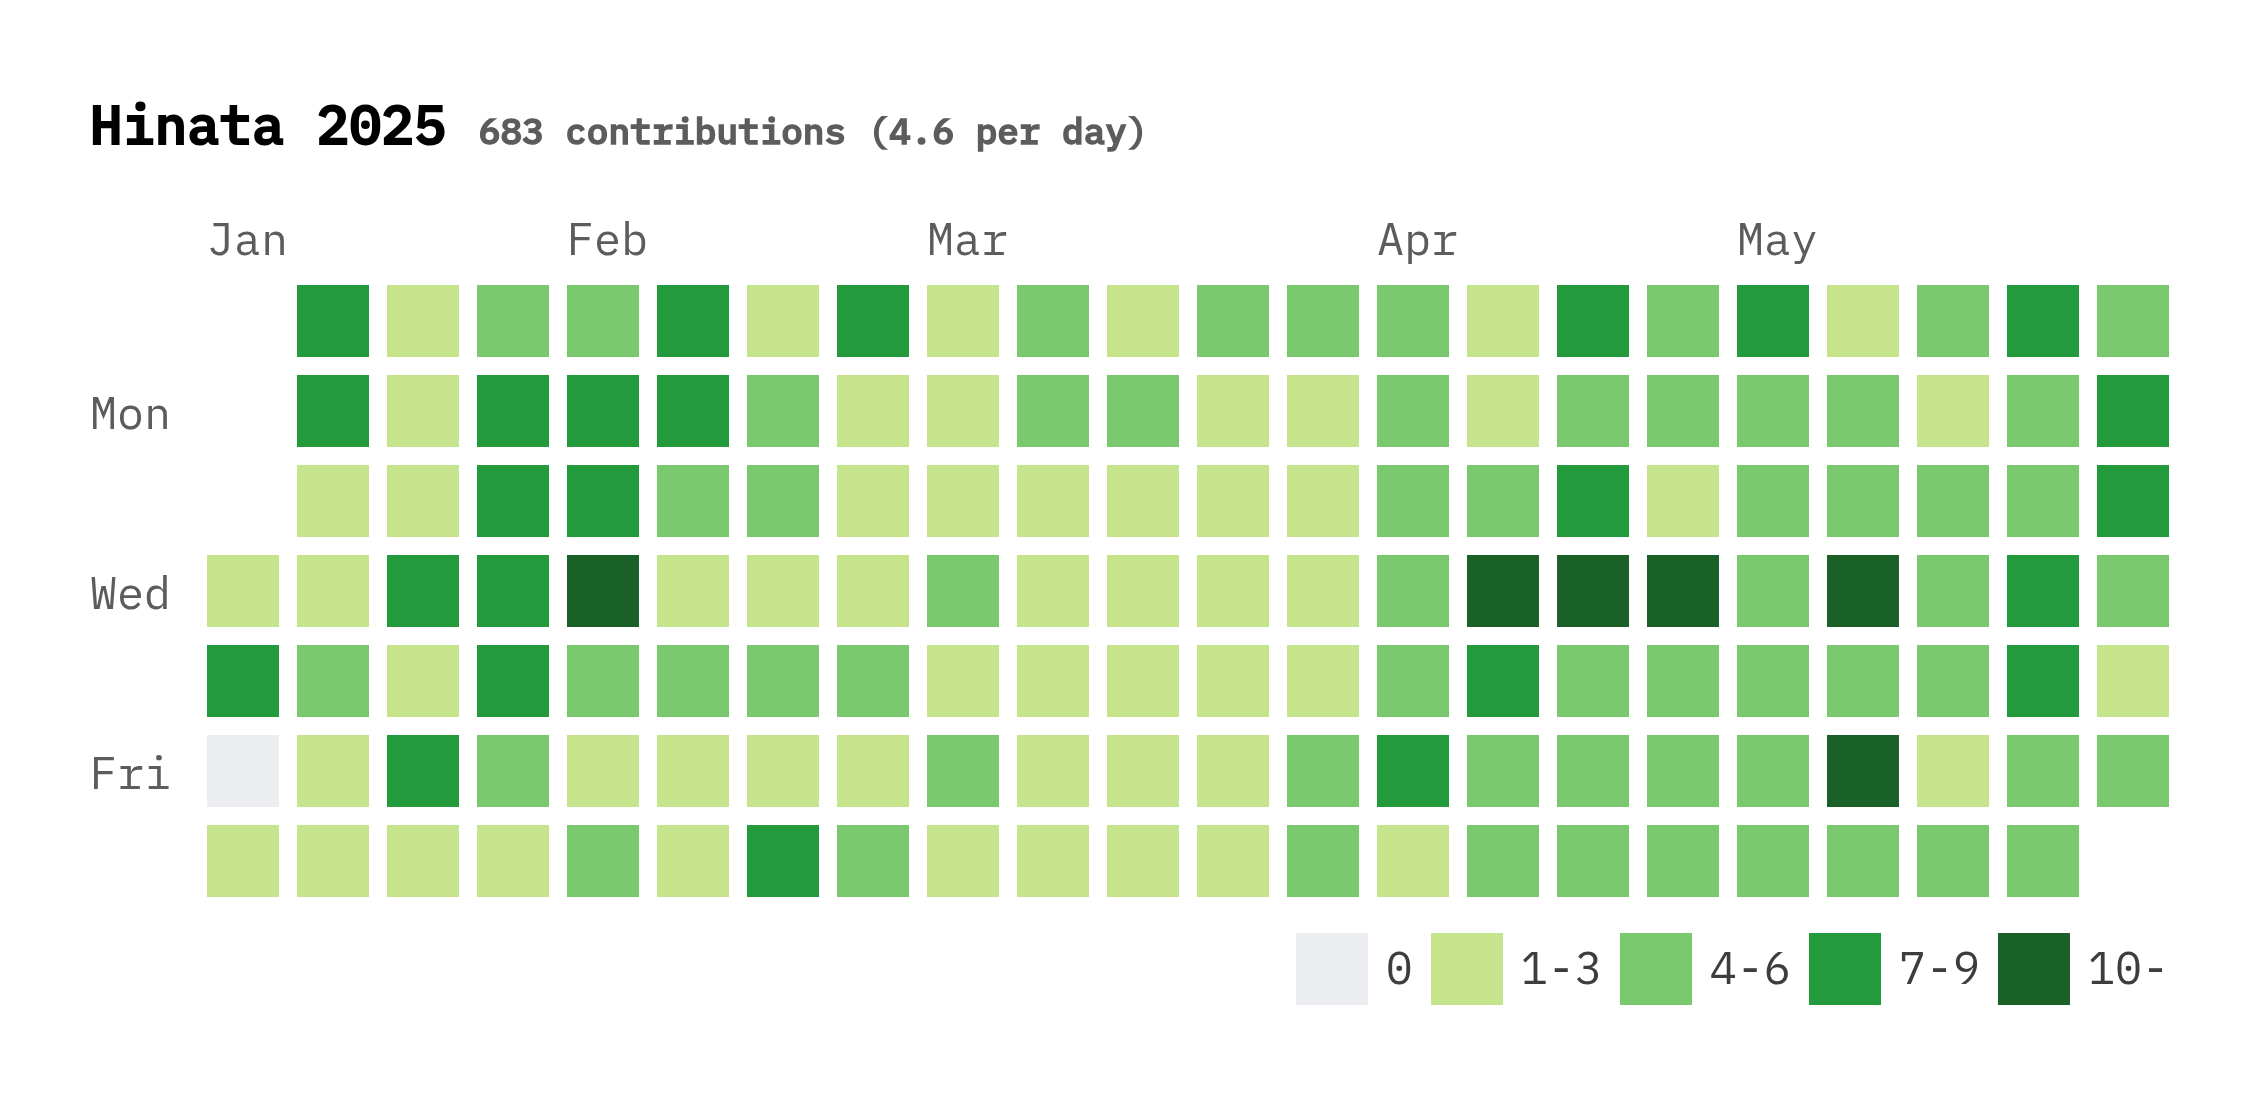 Hinata 2025 683 contributions (4.6 per day)
Jan Feb Mar Apr May
Mon
Wed
Fri
0 1-3 4-6 7-9 10-